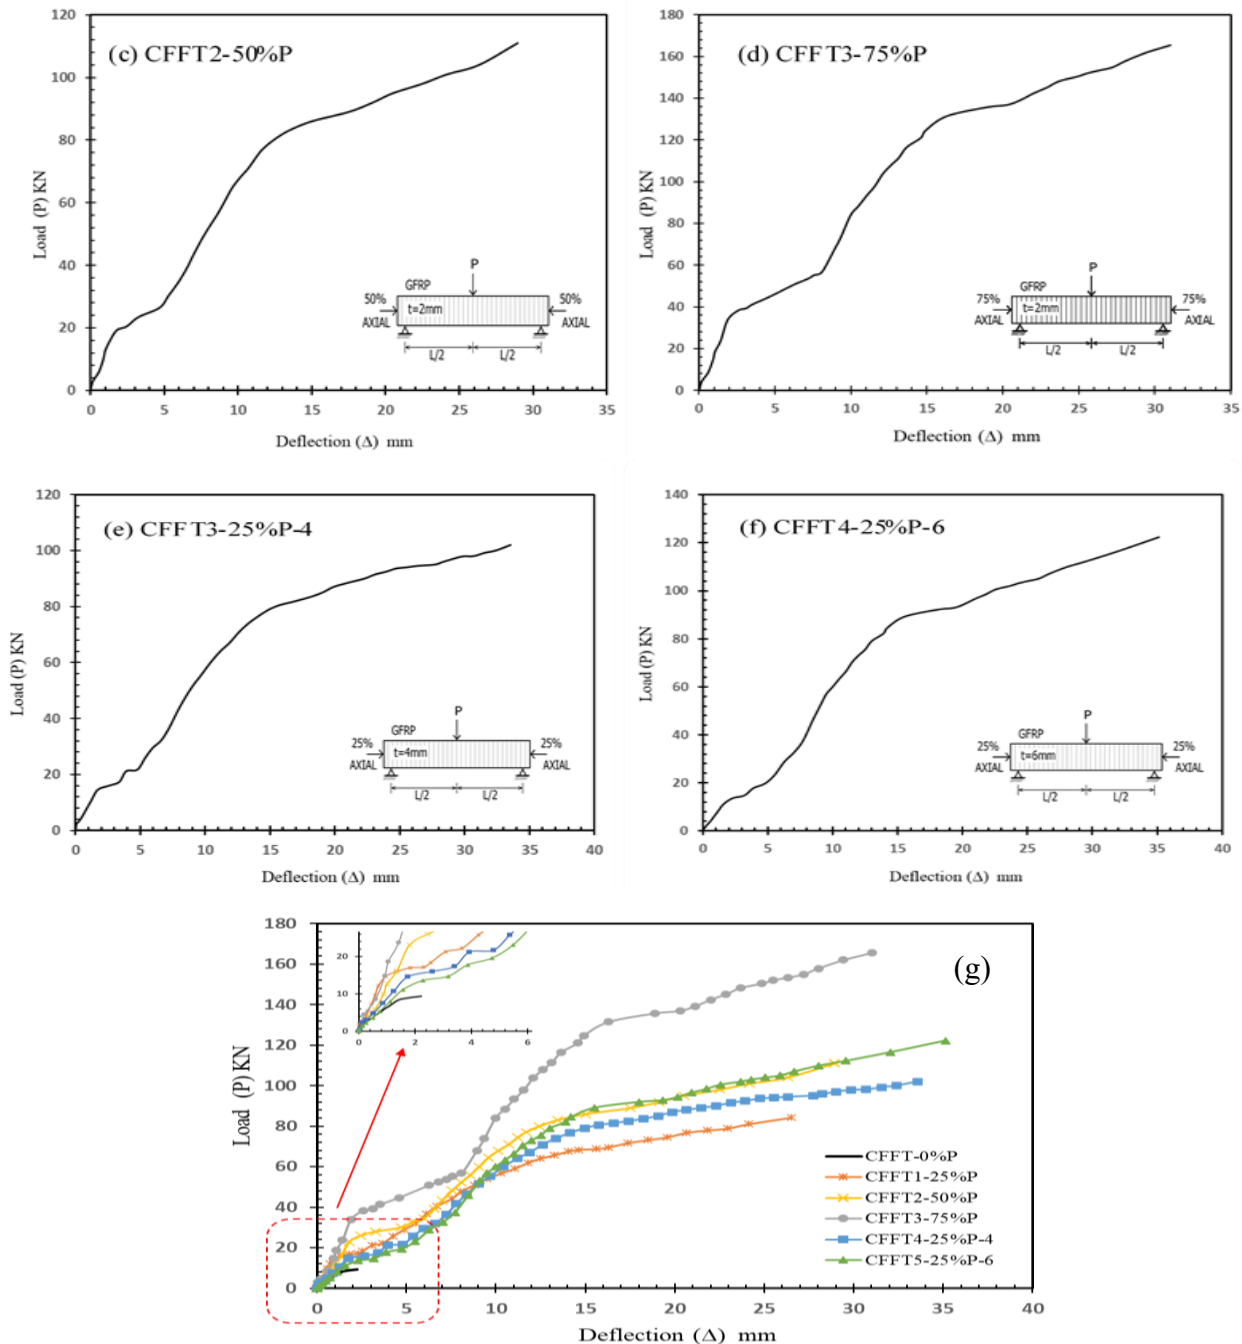 (c) CFFT2-50%P
120
100
80
60
40
20
0
Load (P) KN
0 5 10 15 20 25 30 35
Deflection (Δ) mm
P
GFRP
t=2mm
50%
AXIAL
50%
AXIAL
L/2 L/2
(d) CFFT3-75%P
180
160
140
120
100
80
60
40
20
0
Load (P) KN
0 5 10 15 20 25 30 35
Deflection (Δ) mm
P
GFRP
t=2mm
75%
AXIAL
75%
AXIAL
L/2 L/2
(e) CFFT3-25%P-4
120
100
80
60
40
20
0
Load (P) KN
0 5 10 15 20 25 30 35 40
Deflection (Δ) mm
P
GFRP
t=4mm
25%
AXIAL
25%
AXIAL
L/2 L/2
(f) CFFT4-25%P-6
140
120
100
80
60
40
20
0
Load (P) KN
0 5 10 15 20 25 30 35 40
Deflection (Δ) mm
P
GFRP
t=6mm
25%
AXIAL
25%
AXIAL
L/2 L/2
(g)
180
160
140
120
100
80
60
40
20
0
Load (P) KN
20
10
0
0 2 4 6
CFFT-0%P
CFFT1-25%P
CFFT2-50%P
CFFT3-75%P
CFFT4-25%P-4
CFFT5-25%P-6
0 5 10 15 20 25 30 35 40
Deflection (Δ) mm